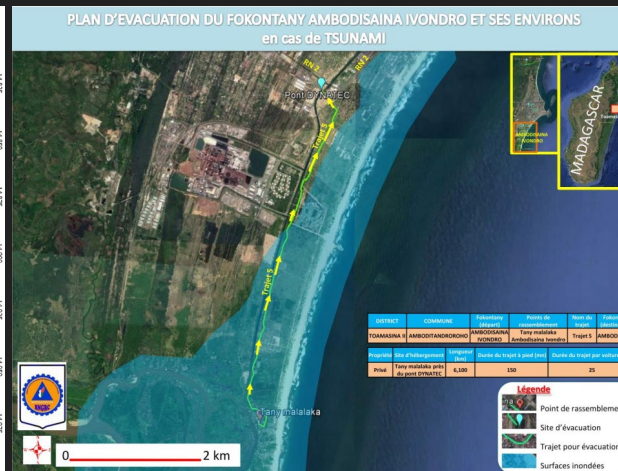 PLAN D'EVACUATION DU FOKONTANY AMBODISAINA IVONDRO ET SES ENVIRONS
en cas de TSUNAMI
RN 2
RN 2
Pont DYNATEC
Trajet 5
Trajet 5
Tany malalaka
AMBODISAINA
IVONDRO
MADAGASCAR
DISTRICT COMMUNE Fokontany (départ) Points de rassemblement Nom du trajet
TOAMASINA II AMBODITANDROROHO AMBODISAINA IVONDRO Tany malalaka Ambodisaina Ivondro Trajet 5
Propriété Site d'hébergement Longueur (km) Durée du trajet à pied (mn) Durée du trajet par voiture
Privé Tany malalaka près du pont DYNATEC 6,100 150 25
BNGRC
0 2 km
Légende
Point de rassembleme
Site d'évacuation
Trajet pour évacuation
Surfaces inondées